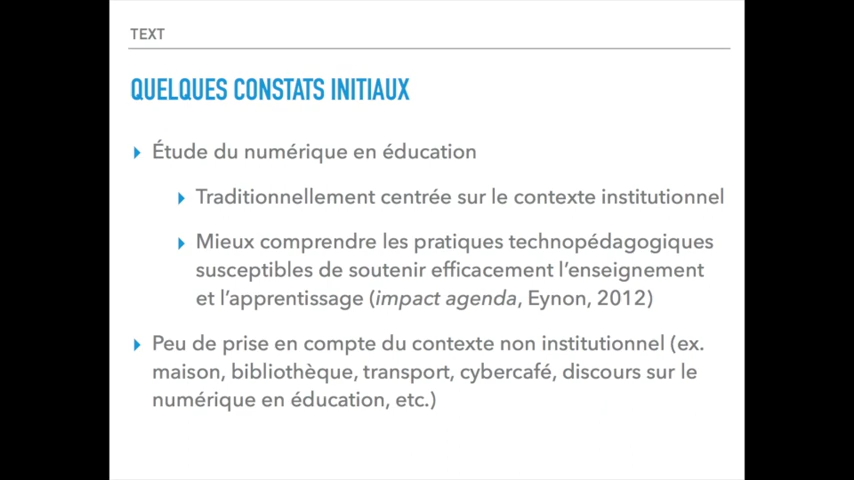 TEXT
QUELQUES CONSTATS INITIAUX
Étude du numérique en éducation
Traditionnellement centrée sur le contexte institutionnel
Mieux comprendre les pratiques technopédagogiques
susceptibles de soutenir efficacement l’enseignement
et l’apprentissage (impact agenda, Eynon, 2012)
Peu de prise en compte du contexte non institutionnel (ex.
maison, bibliothèque, transport, cybercafé, discours sur le
numérique en éducation, etc.)